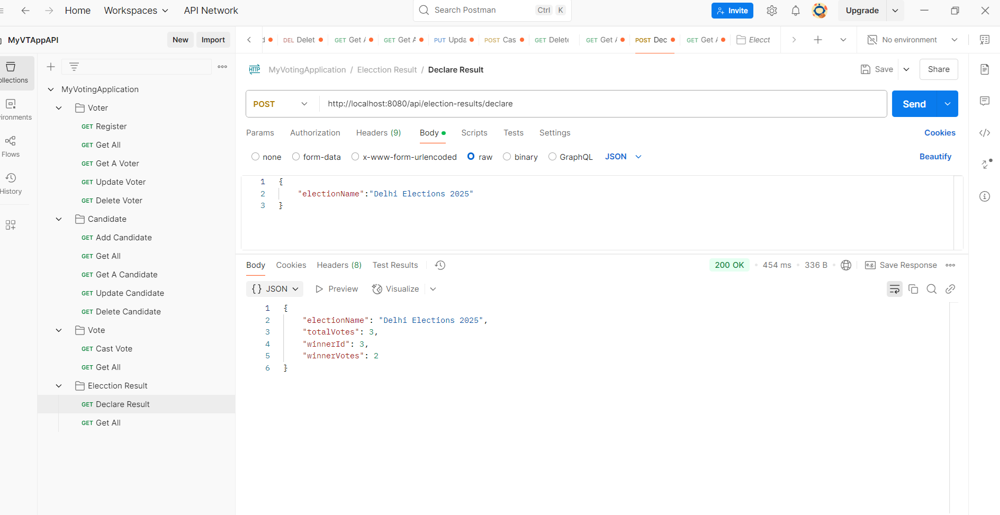 Home Workspaces API Network Search Postman Ctrl K Invite Upgrade
MyVTAppAPI New Import
DEL Delet GET Get GET Get PUT Upda POST Cas GET Delete GET Get POST Dec GET Get Elecct No environment
ollections
MyVotingApplication / Elecction Result / Declare Result Save Share
MyVotingApplication
Voter
POST http://localhost:8080/api/election-results/declare Send
ironments
GET Register
GET Get All
GET Get A Voter
GET Update Voter
GET Delete Voter
Flows
History
Params Authorization Headers (9) Body Scripts Tests Settings Cookies
none form-data x-www-form-urlencoded raw binary GraphQL JSON Beautify
1 {
2 "electionName":"Delhi Elections 2025"
3 }
Candidate
GET Add Candidate
GET Get All
GET Get A Candidate
GET Update Candidate
GET Delete Candidate
Vote
GET Cast Vote
GET Get All
Elecction Result
GET Declare Result
GET Get All
Body Cookies Headers (8) Test Results 200 OK 454 ms 336 B e.g. Save Response
{} JSON Preview Visualize
1 {
2 "electionName": "Delhi Elections 2025",
3 "totalVotes": 3,
4 "winnerId": 3,
5 "winnerVotes": 2
6 }